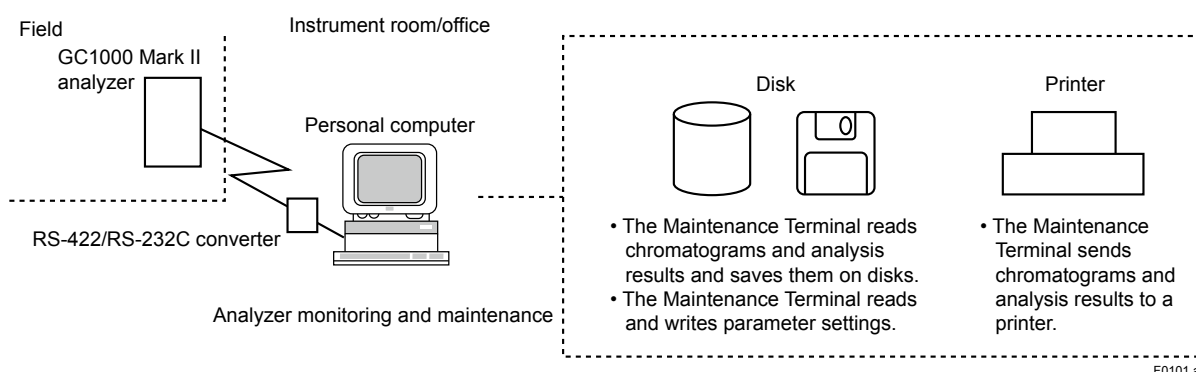 Field
Instrument room/office
GC1000 Mark II
analyzer
Personal computer
RS-422/RS-232C converter
Analyzer monitoring and maintenance
Disk
• The Maintenance Terminal reads
chromatograms and analysis
results and saves them on disks.
• The Maintenance Terminal reads
and writes parameter settings.
Printer
• The Maintenance
Terminal sends
chromatograms and
analysis results to a
printer.